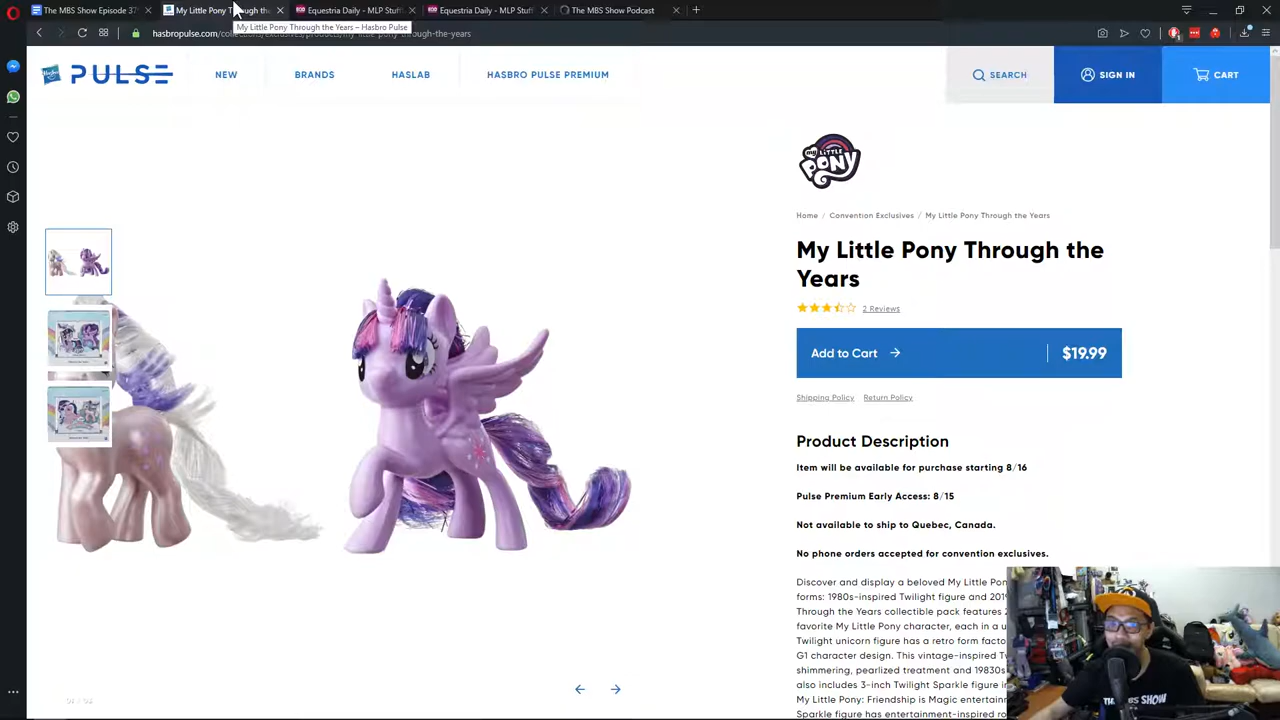 The MBS Episode 37
My Little Pony Through the
Equestria Daily - MLP Stuff
Equestria Daily - MLP Stuff
The MBS Show Podcast
My Little Pony Through the Years – Hasbro Pulse
hasbropulse.com/collections/exclusives/products/my-little-pony-through-the-years
Hasbro
PULSE
NEW
BRANDS
HASLAB
HASBRO PULSE PREMIUM
SEARCH
SIGN IN
CART
my LITTLE
PONY
Home / Convention Exclusives / My Little Pony Through the Years
My Little Pony Through the
Years
2 Reviews
Add to Cart
$19.99
Shipping Policy
Return Policy
Product Description
Item will be available for purchase starting 8/16
Pulse Premium Early Access: 8/15
Not available to ship to Quebec, Canada.
No phone orders accepted for convention exclusives.
Discover and display a beloved My Little Pon
forms: 1980s-inspired Twilight figure and 201
Through the Years collectible pack features
favorite My Little Pony character, each in a u
Twilight unicorn figure has a retro form facto
G1 character design. This vintage-inspired Tw
shimmering, pearlized treatment and 19830s
also includes 3-inch Twilight Sparkle figure in
My Little Pony: Friendship is Magic entertain
Sparkle figure has entertainment-inspired ro
SHOW